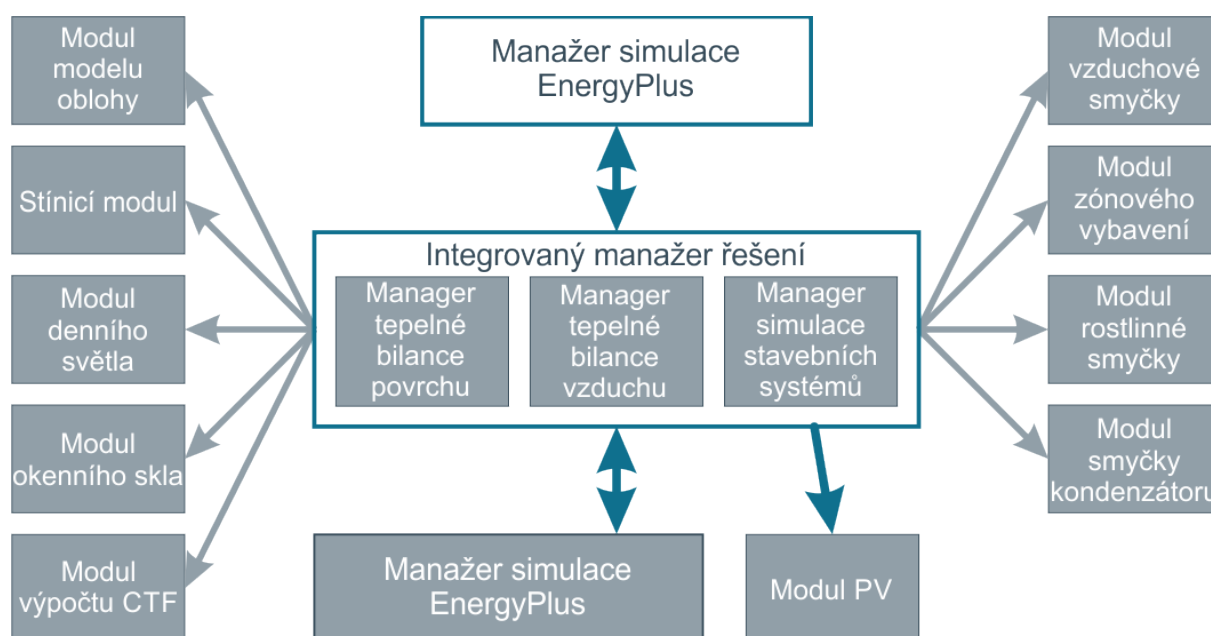 Modul
modelu
oblohy
Stínicí modul
Modul
denního
světla
Modul
okenního skla
Modul
výpočtu CTF
Manažer simulace
EnergyPlus
Integrovaný manažer řešení
Manager
tepelné
bilance
povrchu
Manager
tepelné
bilance
vzduchu
Manager
simulace
stavebních
systémů
Manažer simulace
EnergyPlus
Modul PV
Modul
vzduchové
smyčky
Modul
zónového
vybavení
Modul
rostlinné
smyčky
Modul
smyčky
kondenzátoru